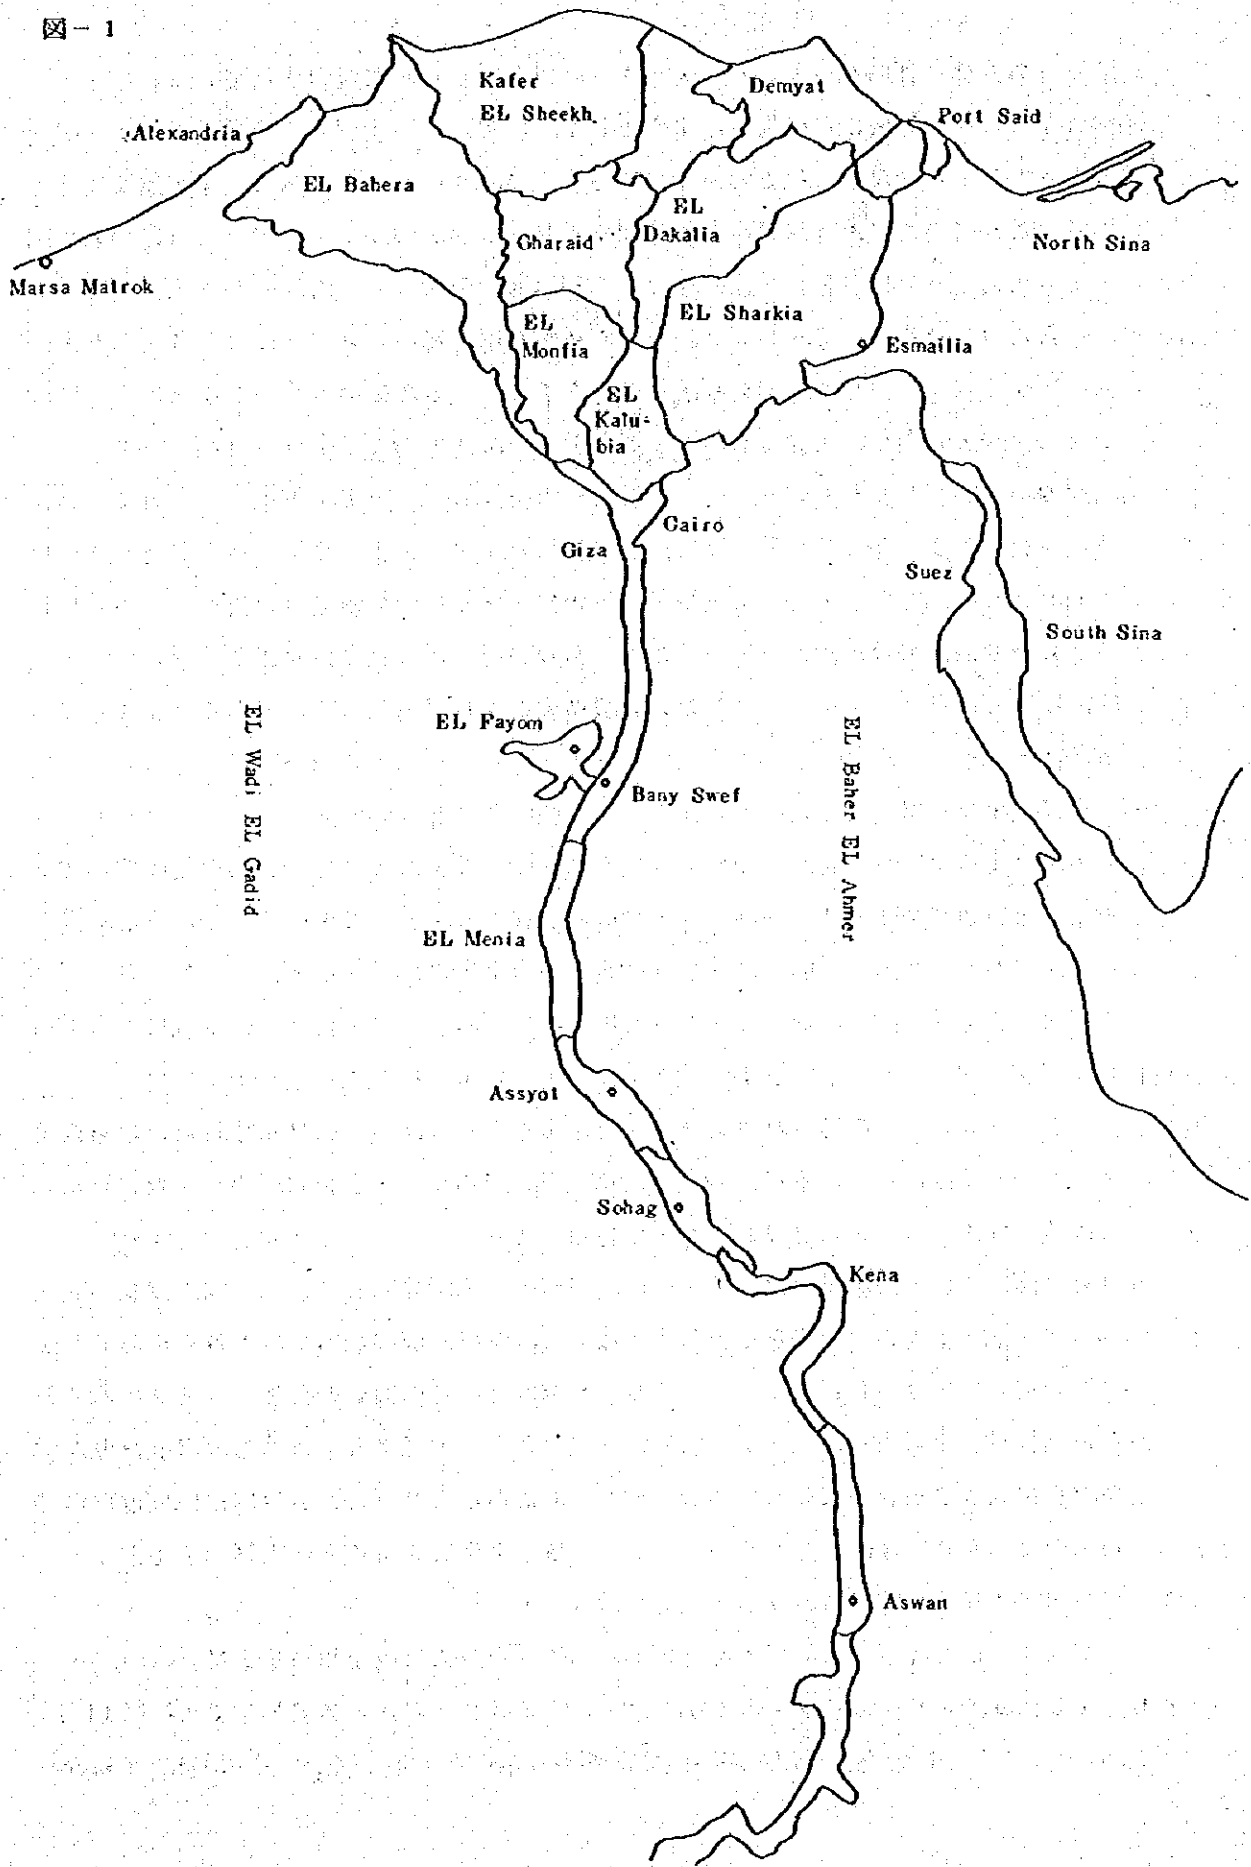 図－1
Kafer
EL Sheekh
Demyat
Port Said
Alexandria
EL Bahera
EL
Dakalia
Gharaid
North Sina
Marsa Matrok
EL Sharkia
EL
Monfia
Esmailia
EL
Kalu-
bia
Cairo
Giza
Suez
South Sina
EL Fayom
Bany Swef
EL Wadi EL Gadid
EL Baher EL Ahmer
EL Menia
Assyot
Sohag
Kena
Aswan